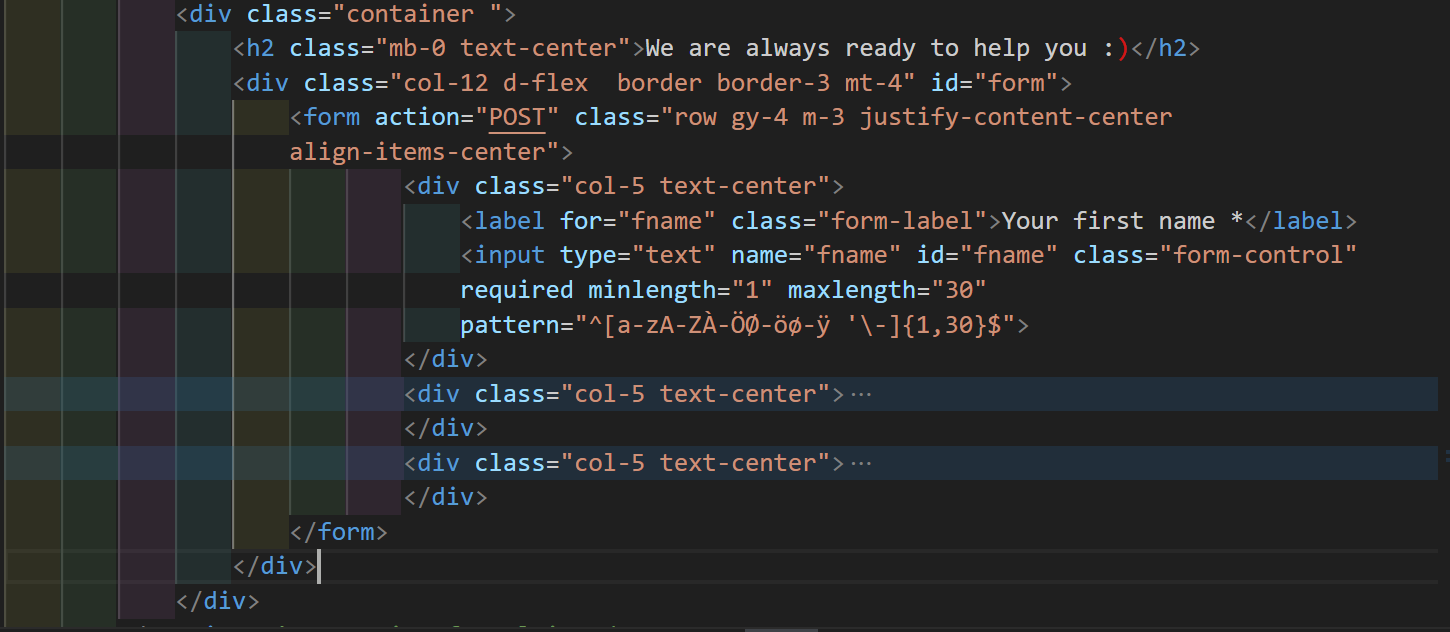 <div class="container ">
<h2 class="mb-0 text-center">We are always ready to help you :)</h2>
<div class="col-12 d-flex  border border-3 mt-4" id="form">
<form action="POST" class="row gy-4 m-3 justify-content-center
align-items-center">
<div class="col-5 text-center">
<label for="fname" class="form-label">Your first name *</label>
<input type="text" name="fname" id="fname" class="form-control"
required minlength="1" maxlength="30"
pattern="^[a-zA-ZÀ-ÖØ-öø-ÿ '\-]{1,30}$">
</div>
<div class="col-5 text-center">···
</div>
<div class="col-5 text-center">···
</div>
</form>
</div>
</div>